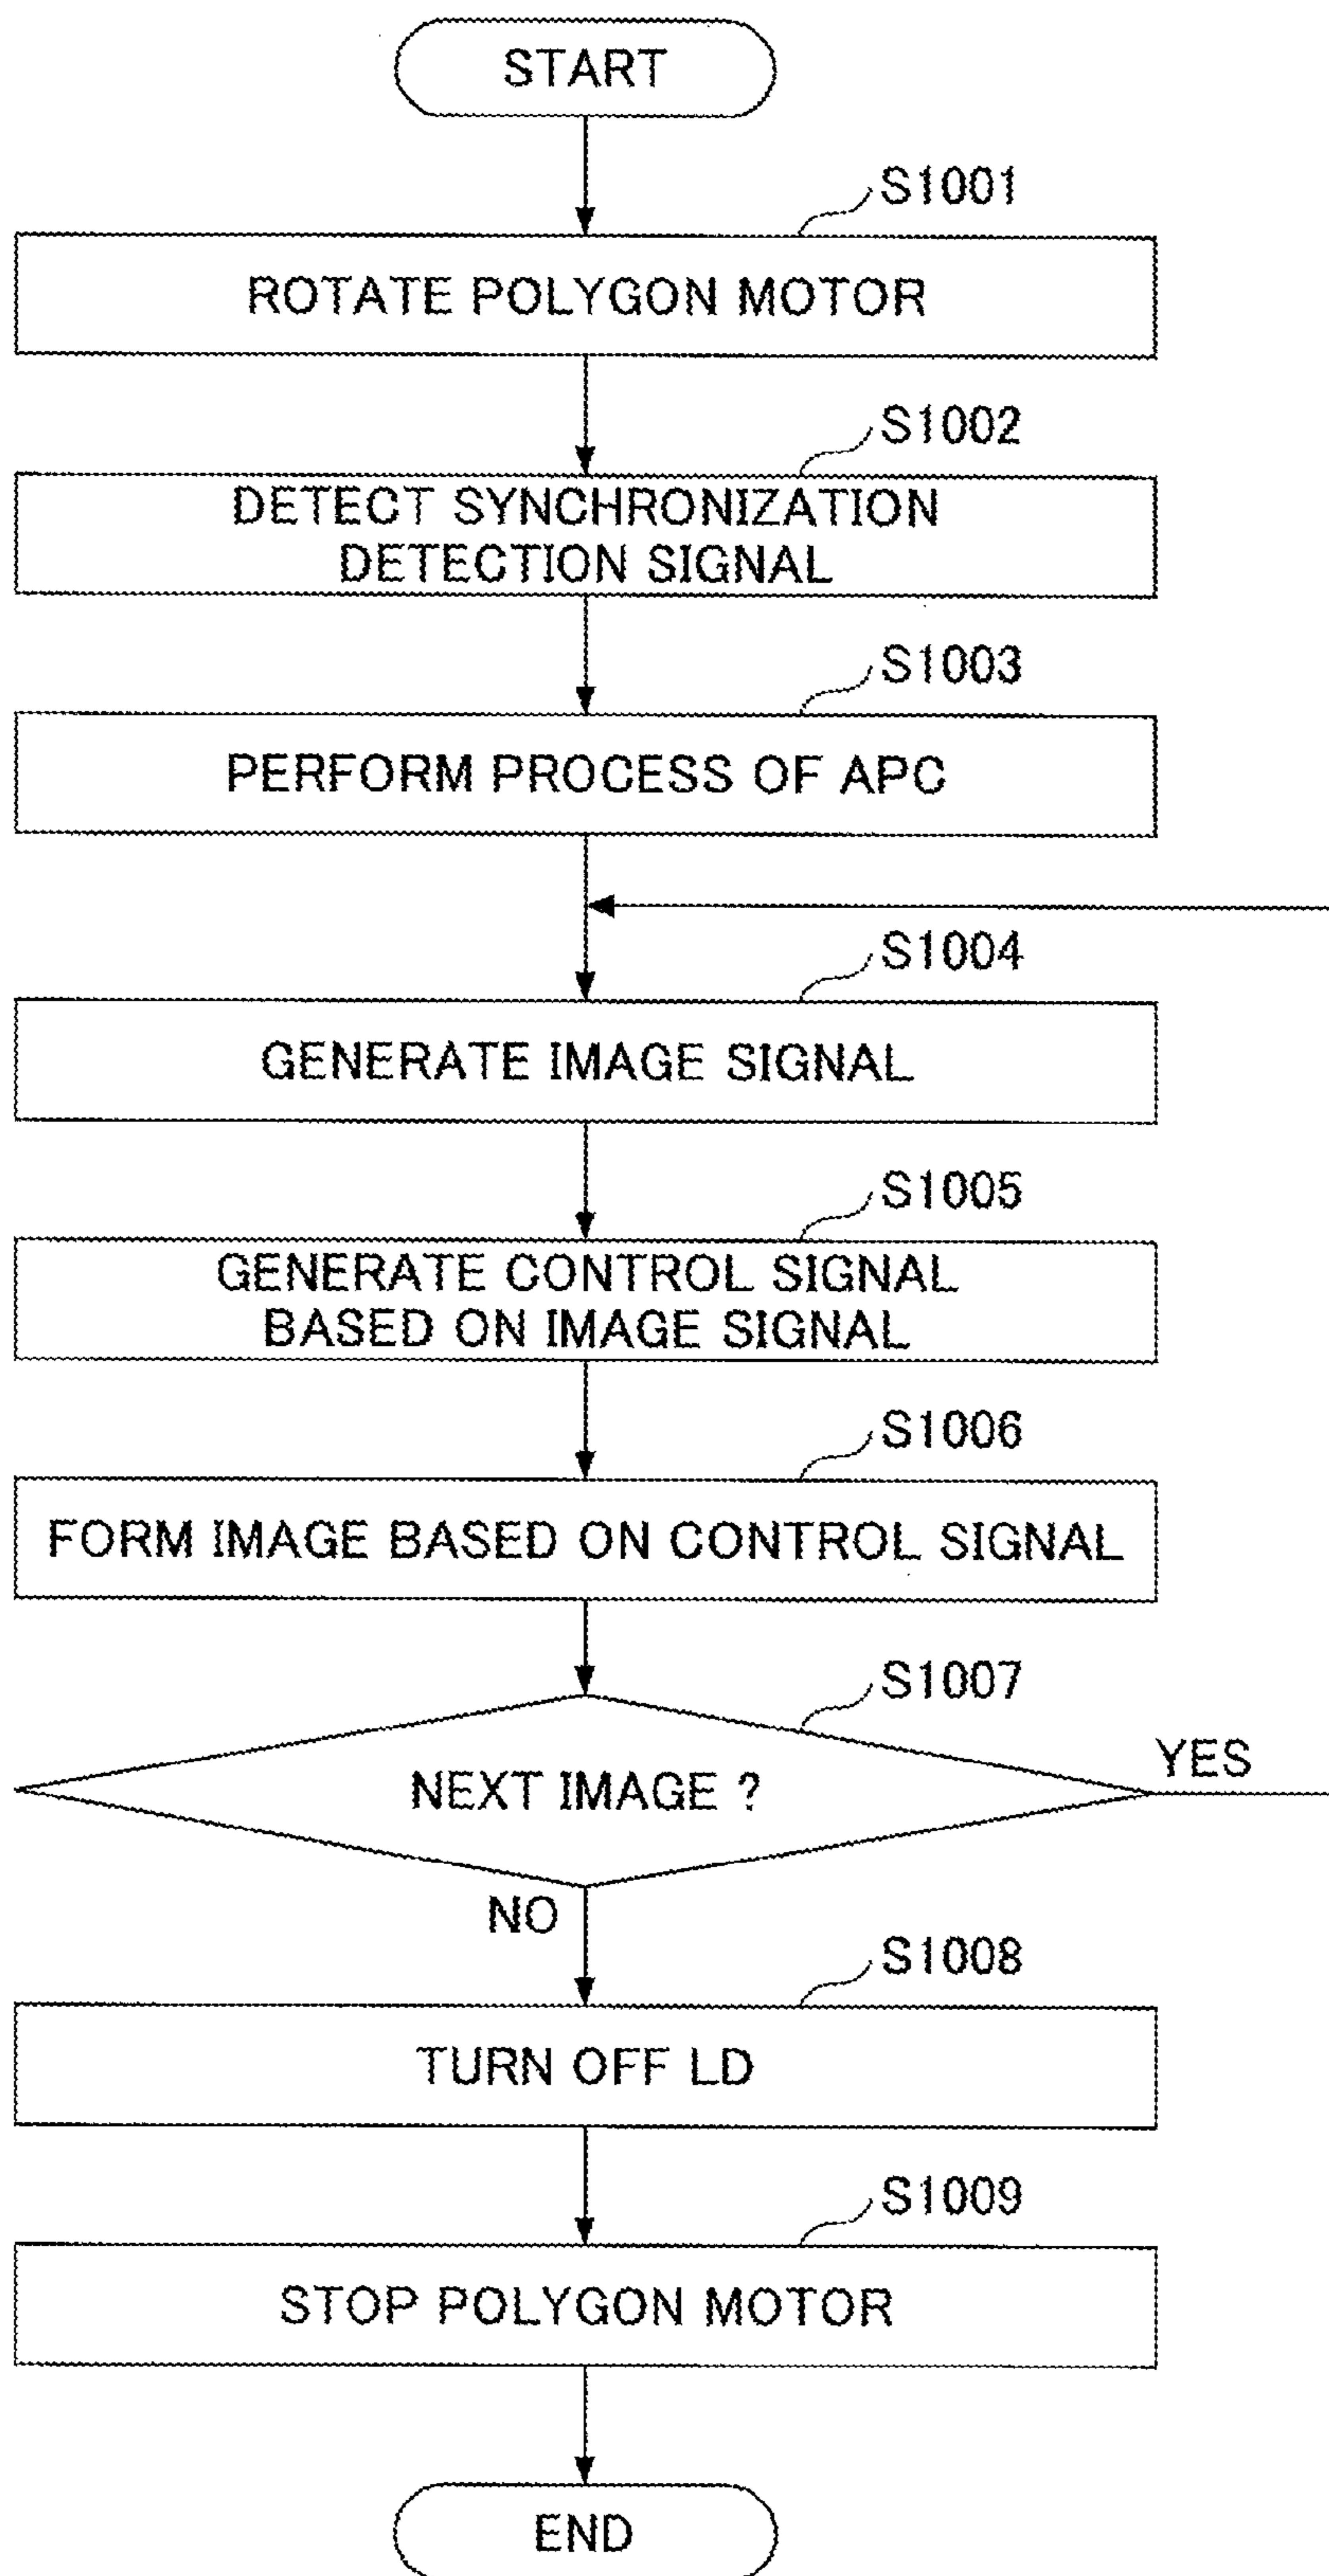 START
S1001
ROTATE POLYGON MOTOR
S1002
DETECT SYNCHRONIZATION
DETECTION SIGNAL
S1003
PERFORM PROCESS OF APC
S1004
GENERATE IMAGE SIGNAL
S1005
GENERATE CONTROL SIGNAL
BASED ON IMAGE SIGNAL
S1006
FORM IMAGE BASED ON CONTROL SIGNAL
S1007
NEXT IMAGE ?
YES
NO
S1008
TURN OFF LD
S1009
STOP POLYGON MOTOR
END